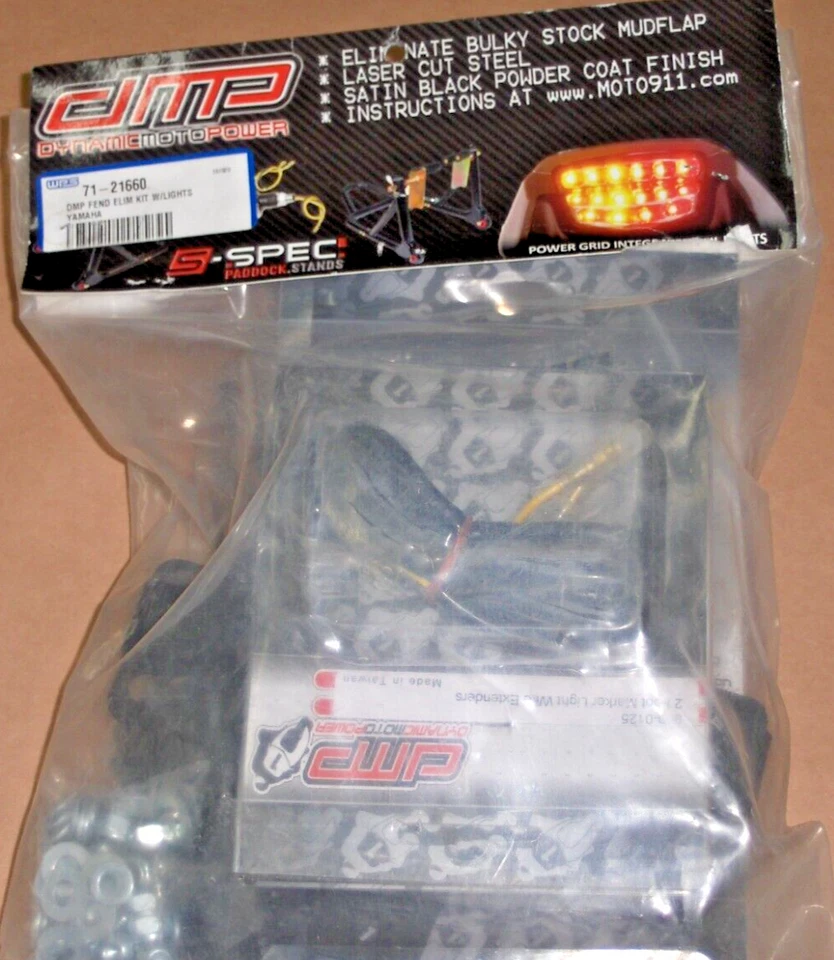 DMP
DYNAMICMOTOPOWER
ELIMINATE BULKY STOCK MUDFLAP
LASER CUT STEEL
SATIN BLACK POWDER COAT FINISH
INSTRUCTIONS AT www.MOTO911.com
WPS 71-21660
DMP FEND ELIM KIT W/LIGHTS
YAMAHA
S-SPEC
PADDOCK.STANDS
POWER GRID
Made in Taiwan
2 Foot Marker Light Wire Extenders
DYNAMICMOTOPOWER
DMP